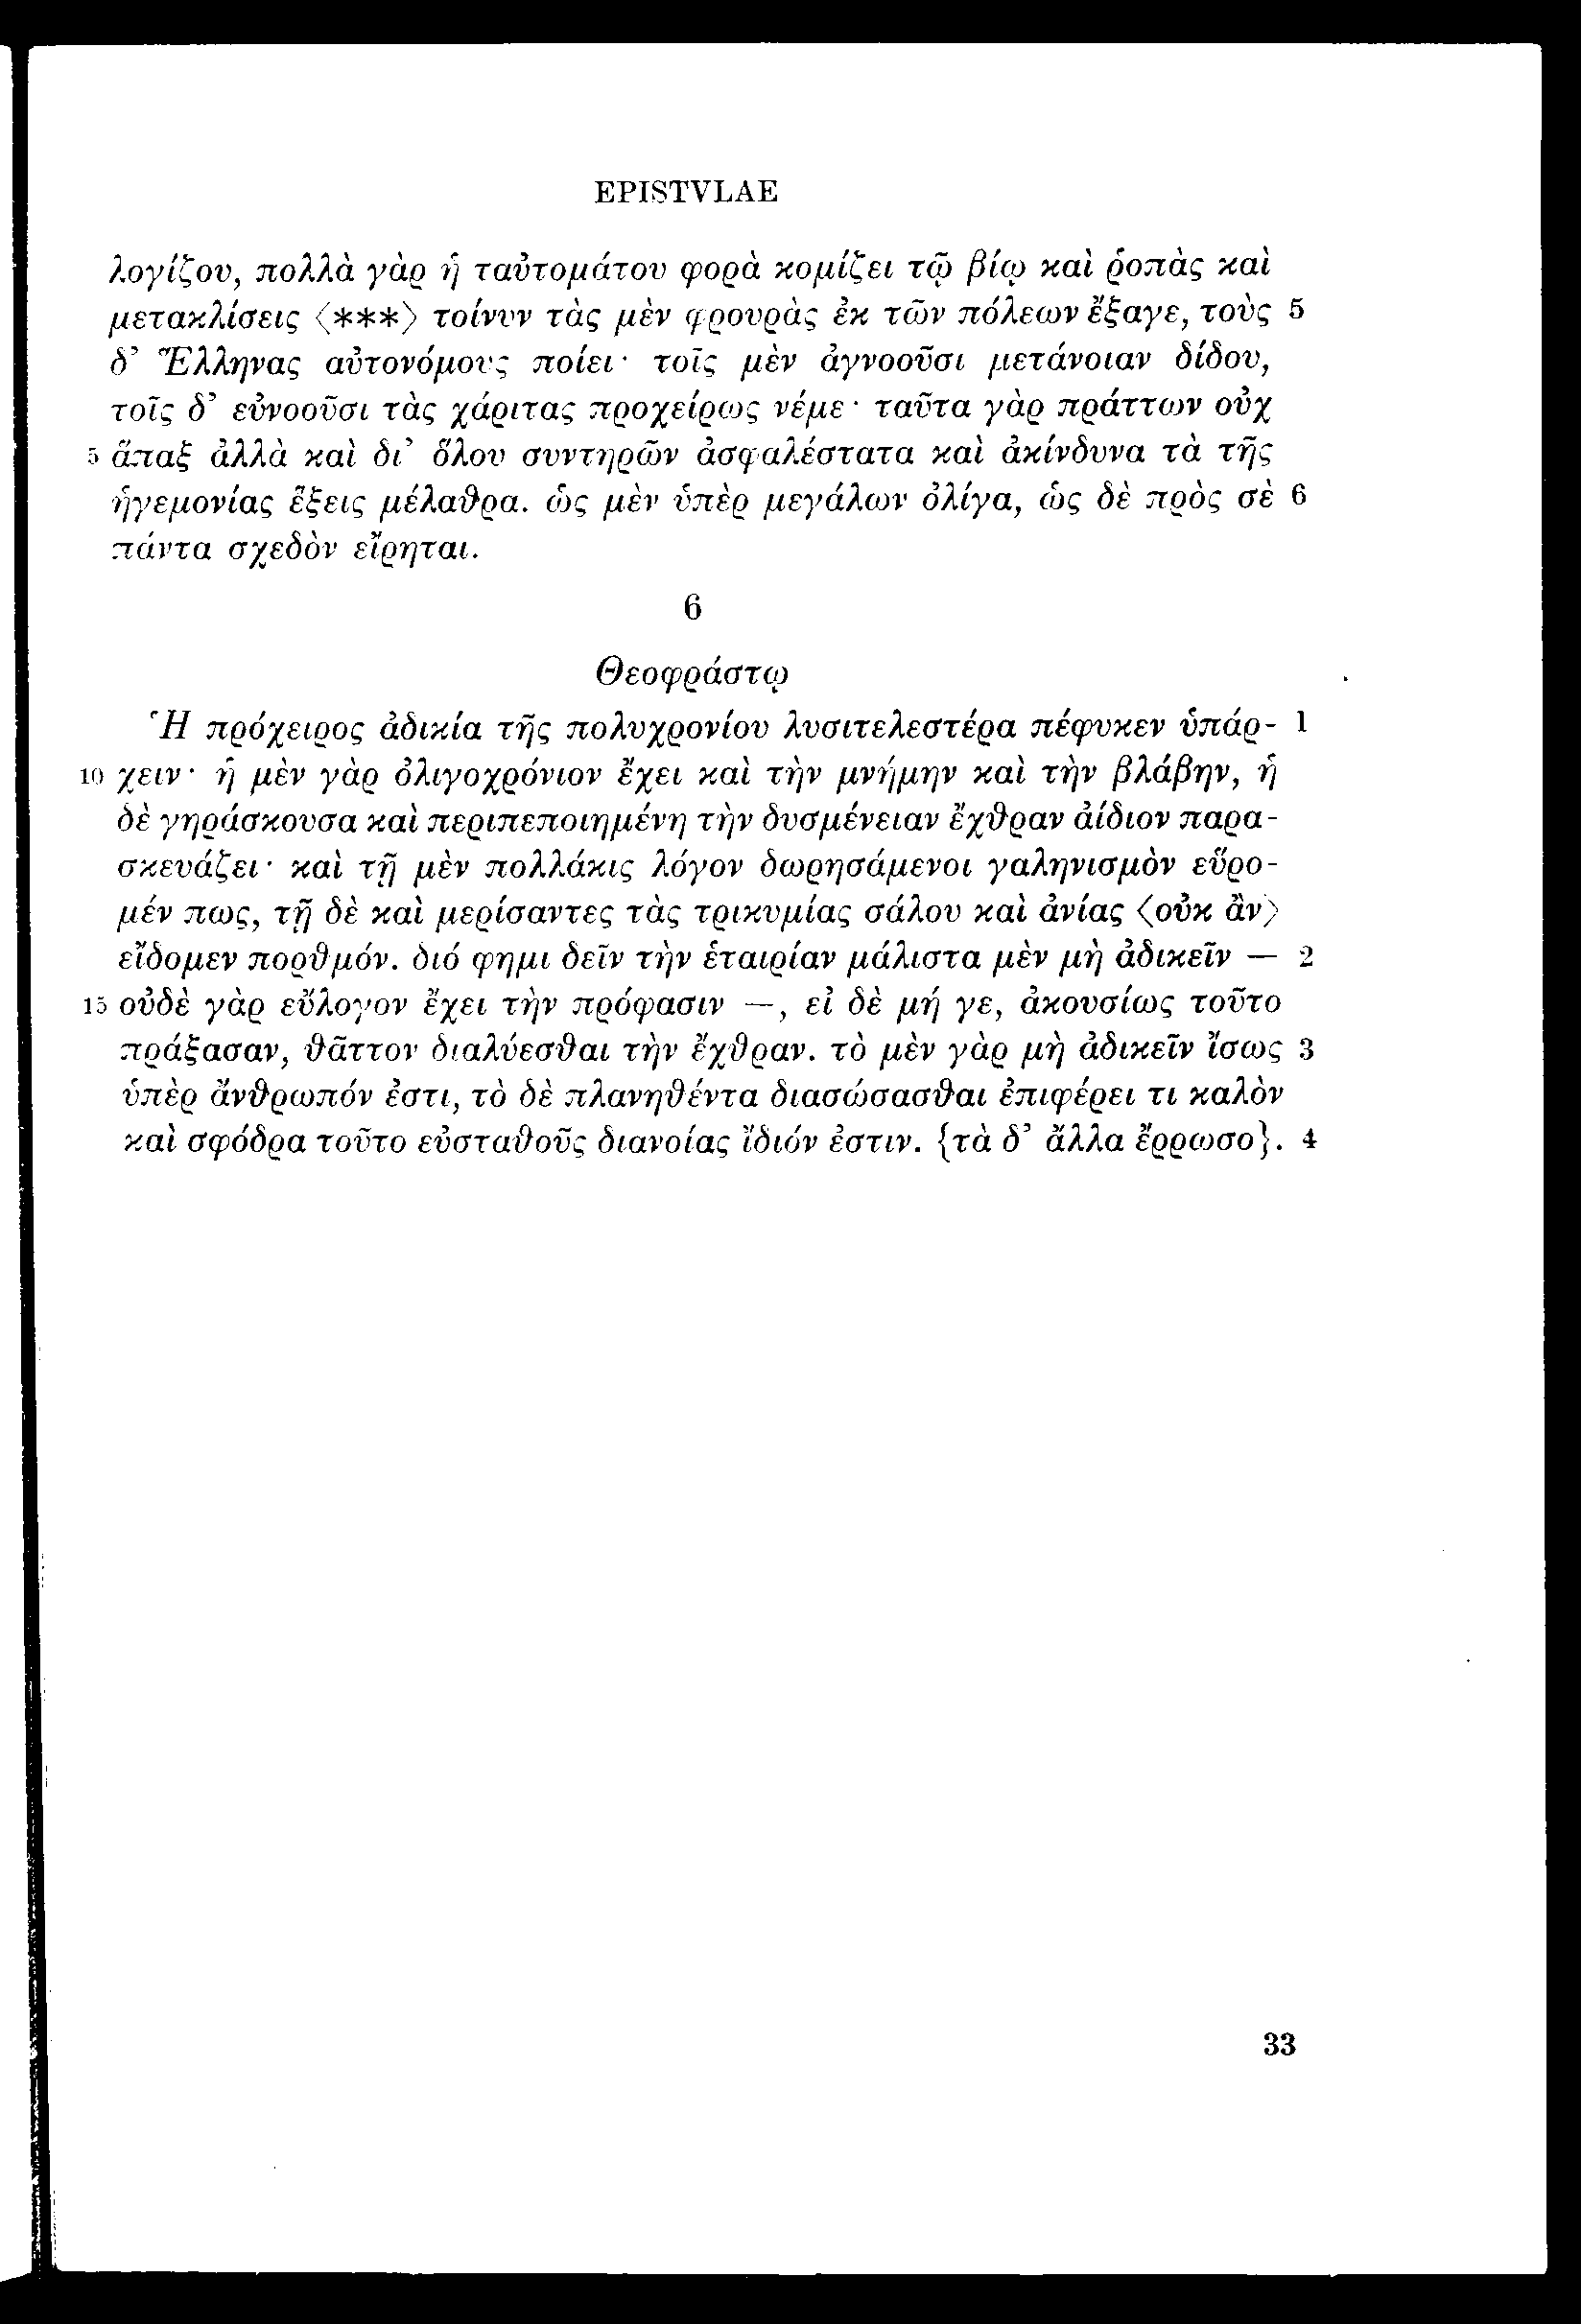 EPISTVLAE
λογίζου, πολλὰ γὰρ ἡ ταὐτομάτου φορὰ κομίζει τῷ βίῳ καὶ ῥοπὰς καὶ
μετακλίσεις ⟨***⟩ τοίνυν τὰς μὲν φρουρὰς ἐκ τῶν πόλεων ἔξαγε, τοὺς 5
δ’ Ἕλληνας αὐτονόμους ποίει· τοῖς μὲν ἀγνοοῦσι μετάνοιαν δίδου,
τοῖς δ’ εὐνοοῦσι τὰς χάριτας προχείρως νέμε· ταῦτα γὰρ πράττων οὐχ
5 ἅπαξ ἀλλὰ καὶ δι’ ὅλου συντηρῶν ἀσφαλέστατα καὶ ἀκίνδυνα τὰ τῆς
ἡγεμονίας ἕξεις μέλαθρα. ὡς μὲν ὑπὲρ μεγάλων ὀλίγα, ὡς δὲ πρὸς σὲ 6
πάντα σχεδὸν εἴρηται.
6
Θεοφράστῳ
Ἡ πρόχειρος ἀδικία τῆς πολυχρονίου λυσιτελεστέρα πέφυκεν ὑπάρ- 1
10 χειν· ἡ μὲν γὰρ ὀλιγοχρόνιον ἔχει καὶ τὴν μνήμην καὶ τὴν βλάβην, ἡ
δὲ γηράσκουσα καὶ περιπεποιημένη τὴν δυσμένειαν ἔχθραν ἀίδιον παρα-
σκευάζει· καὶ τῇ μὲν πολλάκις λόγον δωρησάμενοι γαληνισμὸν εὕρο-
μέν πως, τῇ δὲ καὶ μερίσαντες τὰς τρικυμίας σάλου καὶ ἀνίας ⟨οὐκ ἂν⟩
εἴδομεν πορθμόν. διό φημι δεῖν τὴν ἑταιρίαν μάλιστα μὲν μὴ ἀδικεῖν — 2
15 οὐδὲ γὰρ εὔλογον ἔχει τὴν πρόφασιν —, εἰ δὲ μή γε, ἀκουσίως τοῦτο
πράξασαν, θᾶττον διαλύεσθαι τὴν ἔχθραν. τὸ μὲν γὰρ μὴ ἀδικεῖν ἴσως 3
ὑπὲρ ἄνθρωπόν ἐστι, τὸ δὲ πλανηθέντα διασώσασθαι ἐπιφέρει τι καλὸν
καὶ σφόδρα τοῦτο εὐσταθοῦς διανοίας ἴδιόν ἐστιν. {τὰ δ’ ἄλλα ἔρρωσο}. 4
33